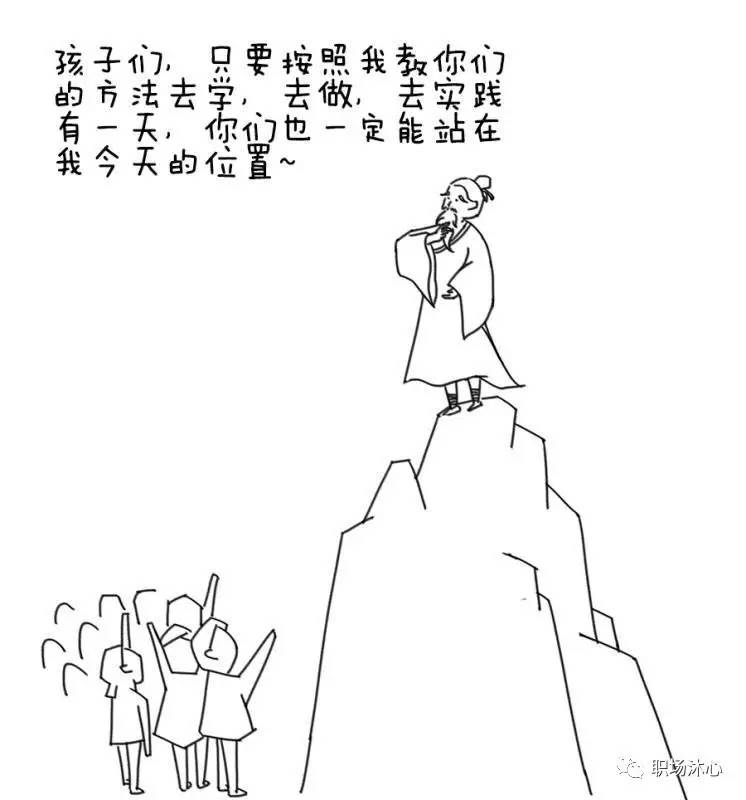 孩子们，只要按照我教你们
的方法去学，去做，去实践
有一天，你们也一定能站在
我今天的位置~
职场沐心